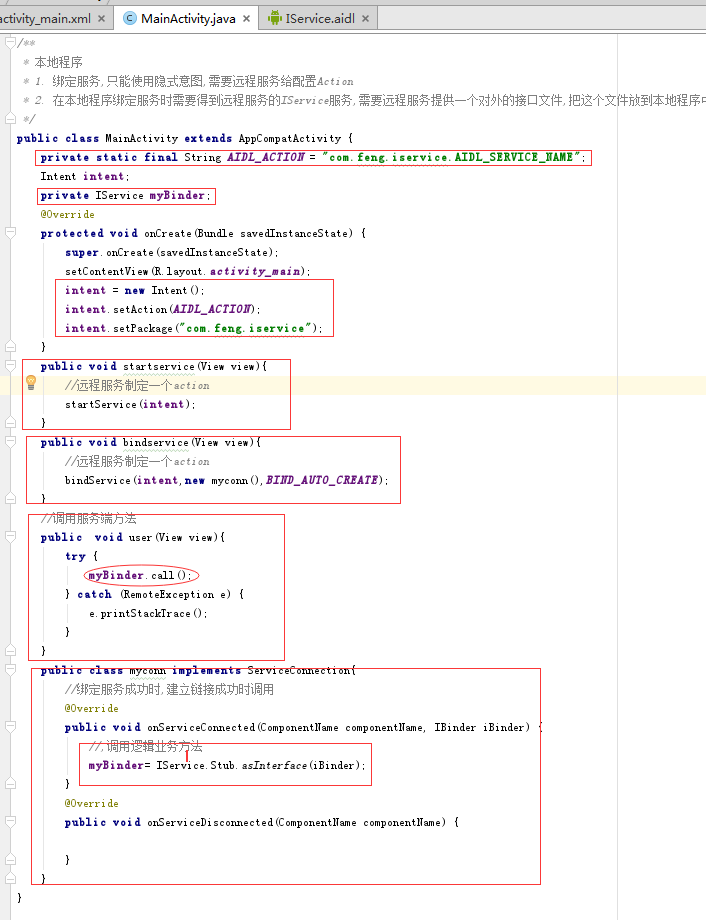 activity_main.xml × MainActivity.java × IService.aidl ×
/**
* 本地程序
* 1. 绑定服务,只能使用隐式意图,需要远程服务给配置Action
* 2. 在本地程序绑定服务时需要得到远程服务的IService服务,需要远程服务提供一个对外的接口文件,把这个文件放到本地程序中
*/
public class MainActivity extends AppCompatActivity {
private static final String AIDL_ACTION = "com.feng.iservice.AIDL_SERVICE_NAME";
Intent intent;
private IService myBinder;
@Override
protected void onCreate(Bundle savedInstanceState) {
super.onCreate(savedInstanceState);
setContentView(R.layout.activity_main);
intent = new Intent();
intent.setAction(AIDL_ACTION);
intent.setPackage("com.feng.iservice");
}
public void startservice(View view){
//远程服务制定一个action
startService(intent);
}
public void bindservice(View view){
//远程服务制定一个action
bindService(intent,new myconn(),BIND_AUTO_CREATE);
}
//调用服务端方法
public void user(View view){
try {
myBinder.call();
} catch (RemoteException e) {
e.printStackTrace();
}
}
public class myconn implements ServiceConnection{
//绑定服务成功时,建立链接成功时调用
@Override
public void onServiceConnected(ComponentName componentName, IBinder iBinder) {
//,调用逻辑业务方法
1
myBinder= IService.Stub.asInterface(iBinder);
}
@Override
public void onServiceDisconnected(ComponentName componentName) {
}
}
}